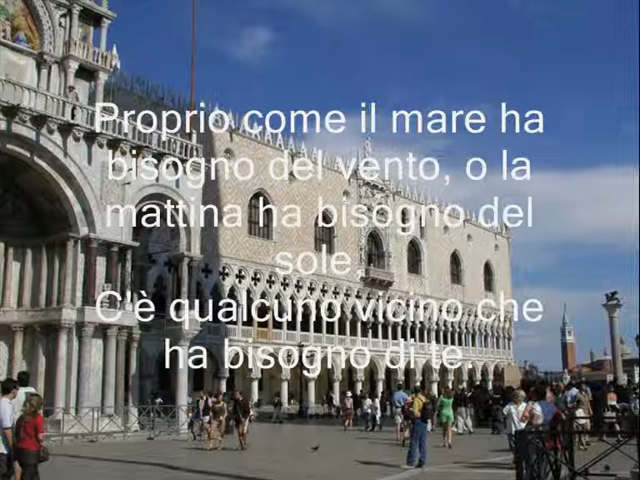 Proprio come il mare ha
bisogno del vento, o la
mattina ha bisogno del
sole,
C'è qualcuno vicino che
ha bisogno di te.